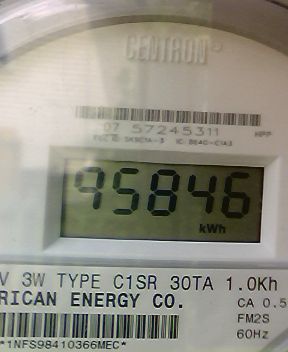 CENTRON
07 57245311
HPP
95846
kWh
V 3W TYPE C1SR 30TA 1.0Kh
RICAN ENERGY CO.
CA 0.5
FM2S
60Hz
*1NFS98410366MEC*